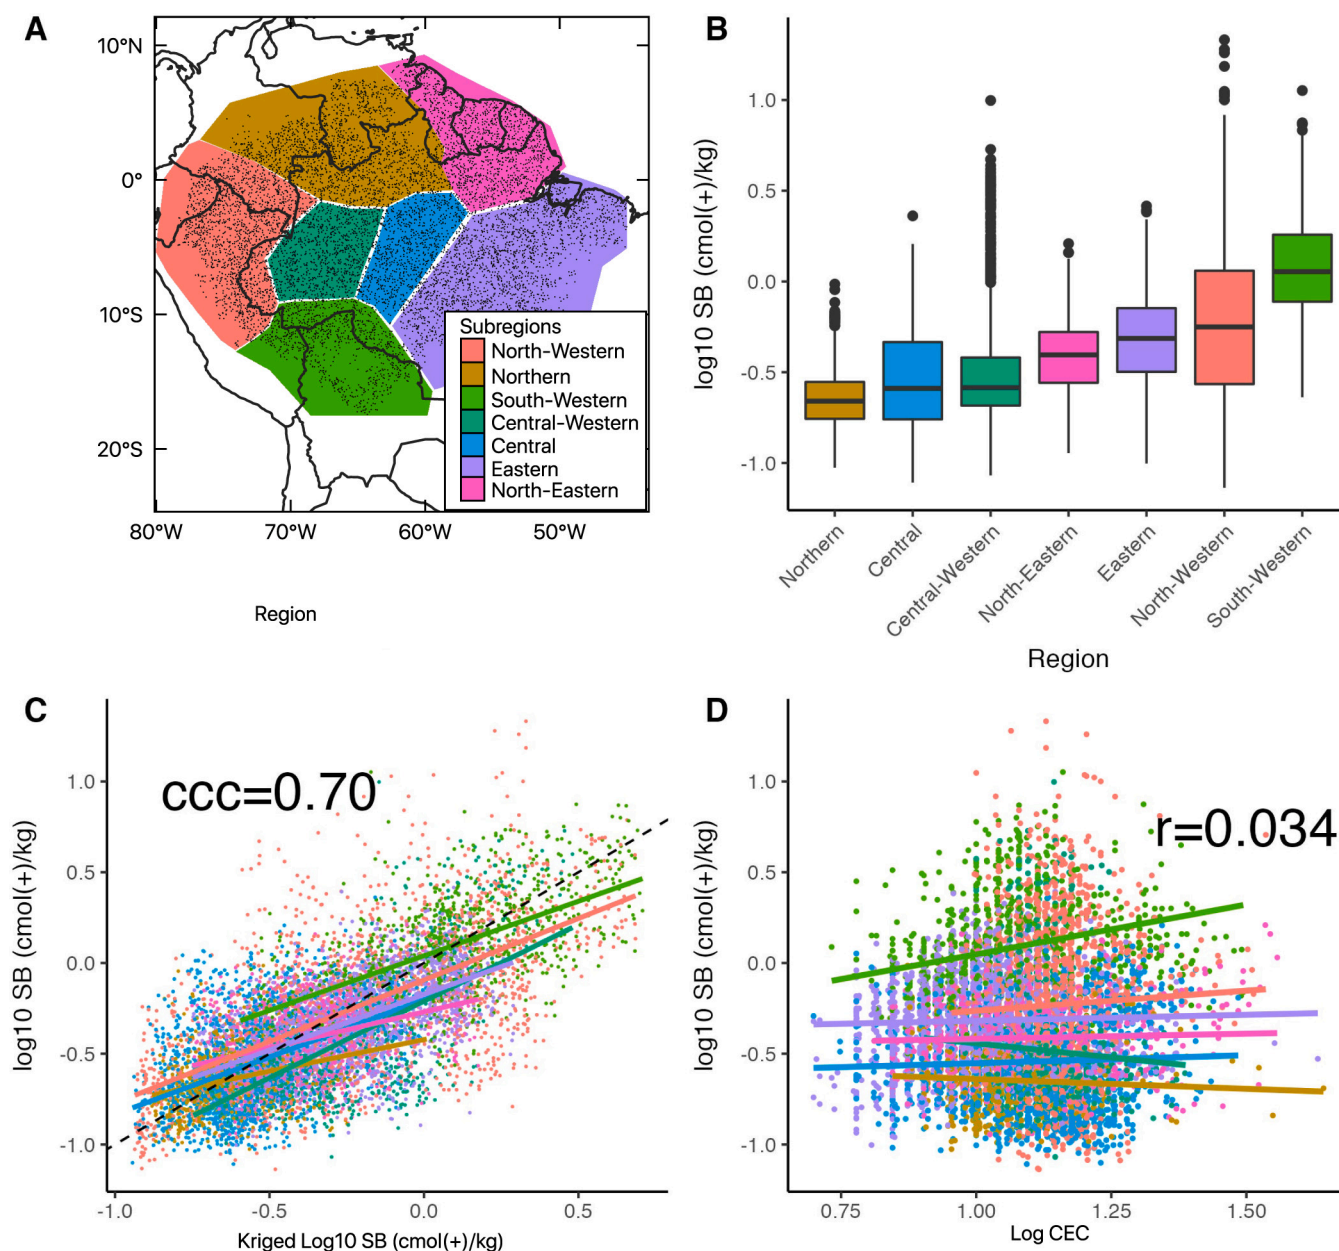 A
10°N
0°
10°S
20°S
80°W
70°W
60°W
50°W
Subregions
North-Western
Northern
South-Western
Central-Western
Central
Eastern
North-Eastern
Region
B
log10 SB (cmol(+)/kg)
1.0
0.5
0.0
-0.5
-1.0
Northern
Central
Central-Western
North-Eastern
Eastern
North-Western
South-Western
Region
C
ccc=0.70
log10 SB (cmol(+)/kg)
1.0
0.5
0.0
-0.5
-1.0
-1.0
-0.5
0.0
0.5
Kriged Log10 SB (cmol(+)/kg)
D
r=0.034
log10 SB (cmol(+)/kg)
1.0
0.5
0.0
-0.5
-1.0
0.75
1.00
1.25
1.50
Log CEC